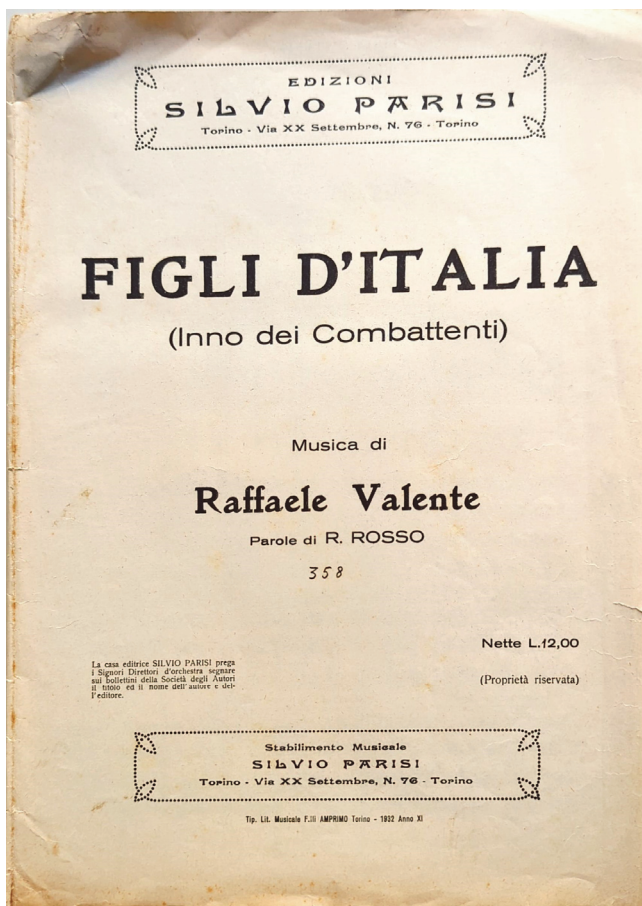 EDIZIONI
SILVIO PARISI
Torino - Via XX Settembre, N. 76 - Torino
FIGLI D'ITALIA
(Inno dei Combattenti)
Musica di
Raffaele Valente
Parole di R. ROSSO
358
Nette L.12,00
La casa editrice SILVIO PARISI prega
i Signori Direttori d'orchestra segnare
sui bollettini della Società degli Autori
il titolo ed il nome dell'autore e del-
l'editore.
(Proprietà riservata)
Stabilimento Musicale
SILVIO PARISI
Torino - Via XX Settembre, N. 76 - Torino
Tip. Lit. Musicale F.lli AMPRIMO Torino - 1932 Anno XI